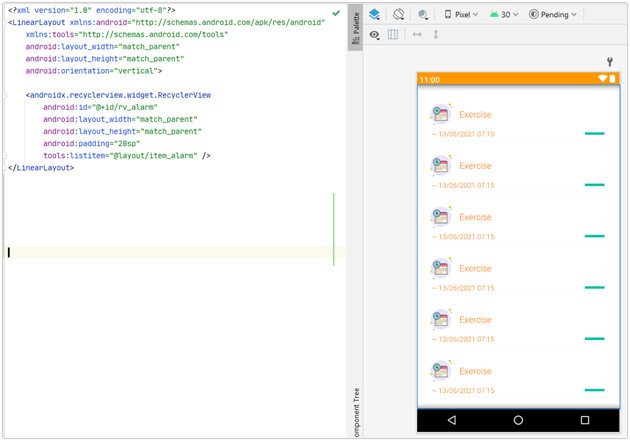 <?xml version="1.0" encoding="utf-8"?>
<LinearLayout xmlns:android="http://schemas.android.com/apk/res/android"
xmlns:tools="http://schemas.android.com/tools"
android:layout_width="match_parent"
android:layout_height="match_parent"
android:orientation="vertical">
<androidx.recyclerview.widget.RecyclerView
android:id="@+id/rv_alarm"
android:layout_width="match_parent"
android:layout_height="match_parent"
android:padding="20sp"
tools:listitem="@layout/item_alarm" />
</LinearLayout>
Palette
omponent Tree
Pixel
30
Pending
11:00
Exercise
~ 13/06/2021 07:15
Exercise
~ 13/06/2021 07:15
Exercise
~ 13/06/2021 07:15
Exercise
~ 13/06/2021 07:15
Exercise
~ 13/06/2021 07:15
Exercise
~ 13/06/2021 07:15